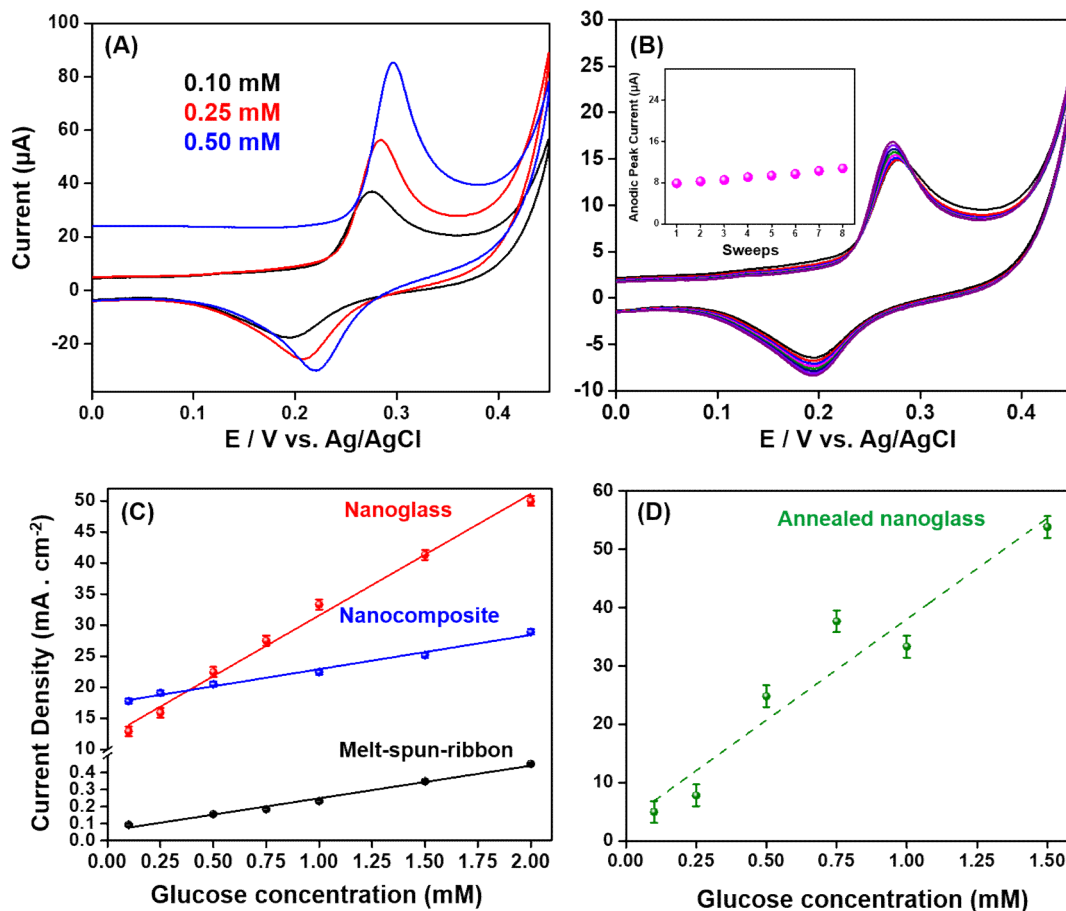 (A)
0.10 mM
0.25 mM
0.50 mM
100
80
60
40
20
0
-20
Current (µA)
0.0 0.1 0.2 0.3 0.4
E / V vs. Ag/AgCl
(B)
30
25
20
15
10
5
0
-5
-10
Anodic Peak Current (µA)
24
16
8
0
1 2 3 4 5 6 7 8
Sweeps
0.0 0.1 0.2 0.3 0.4
E / V vs. Ag/AgCl
(C)
Nanoglass
Nanocomposite
Melt-spun-ribbon
50
45
40
35
30
25
20
15
10
0.4
0.3
0.2
0.1
0.0
Current Density (mA . cm-2)
0.00 0.25 0.50 0.75 1.00 1.25 1.50 1.75 2.00
Glucose concentration (mM)
(D)
Annealed nanoglass
60
50
40
30
20
10
0
0.00 0.25 0.50 0.75 1.00 1.25 1.50
Glucose concentration (mM)